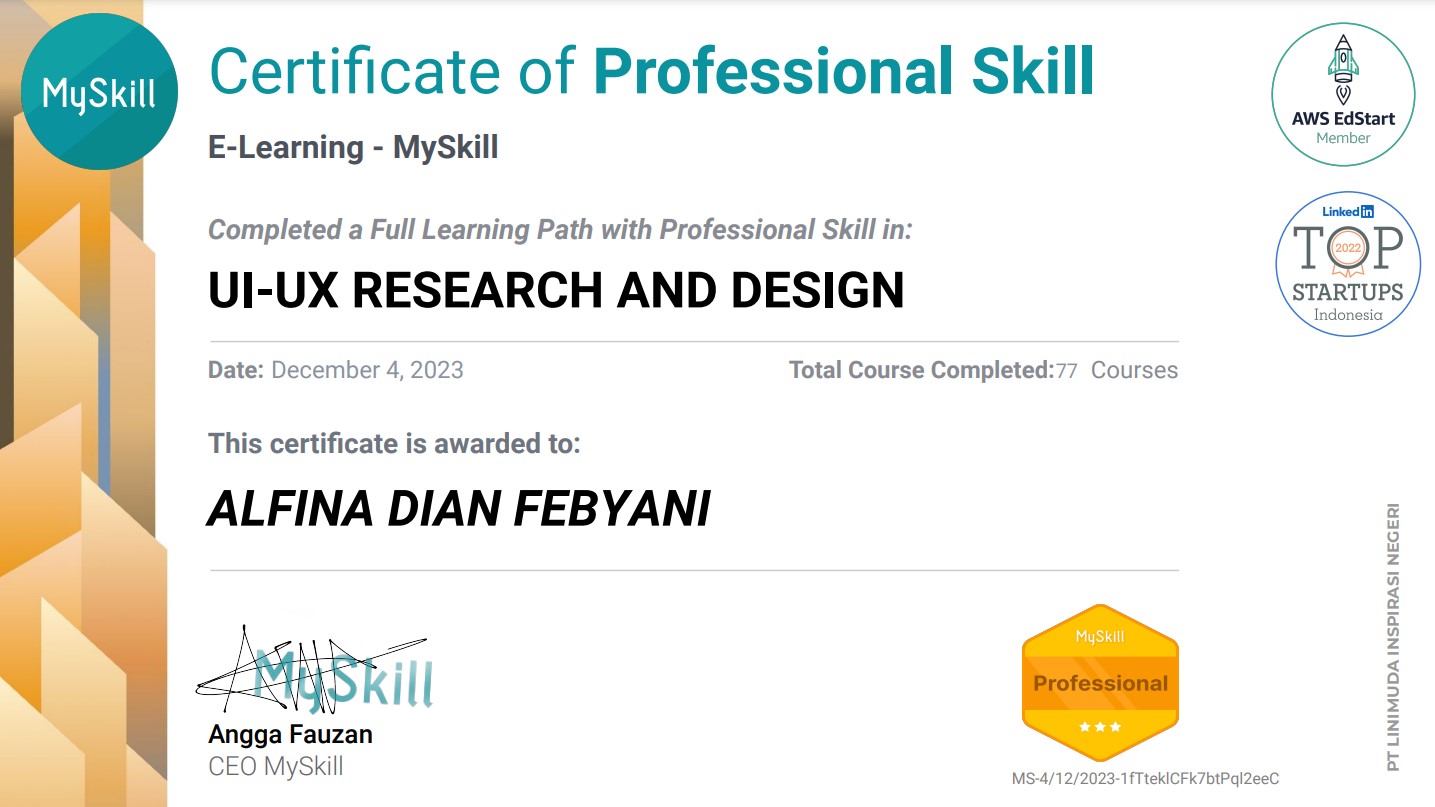 MySkill
Certificate of Professional Skill
E-Learning - MySkill
AWS EdStart
Member
Linked in
TOP
2022
STARTUPS
Indonesia
Completed a Full Learning Path with Professional Skill in:
UI-UX RESEARCH AND DESIGN
Date: December 4, 2023
Total Course Completed:77 Courses
This certificate is awarded to:
ALFINA DIAN FEBYANI
MySkill
Angga Fauzan
CEO MySkill
MySkill
Professional
MS-4/12/2023-1fTteklCFk7btPql2eeC
PT LINIMUDA INSPIRASI NEGERI